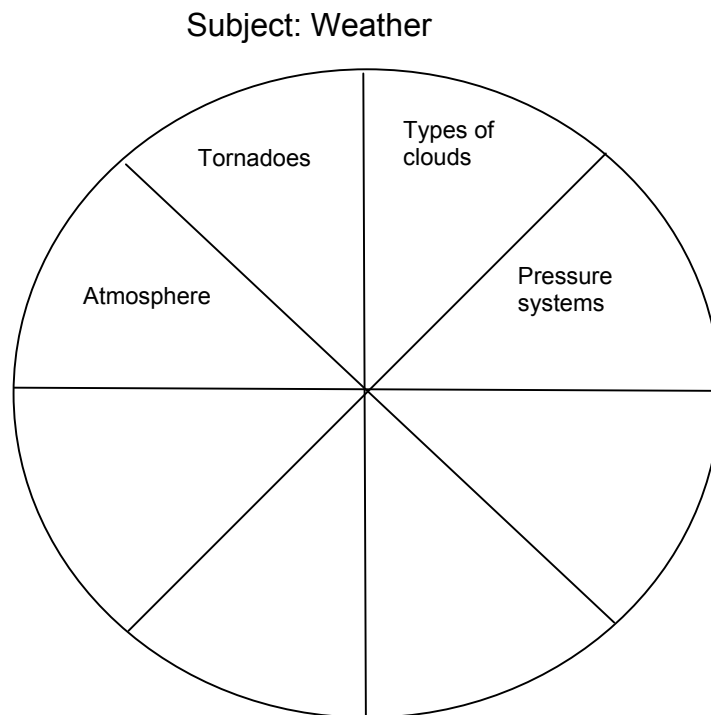 Subject: Weather
Tornadoes
Types of
clouds
Atmosphere
Pressure
systems